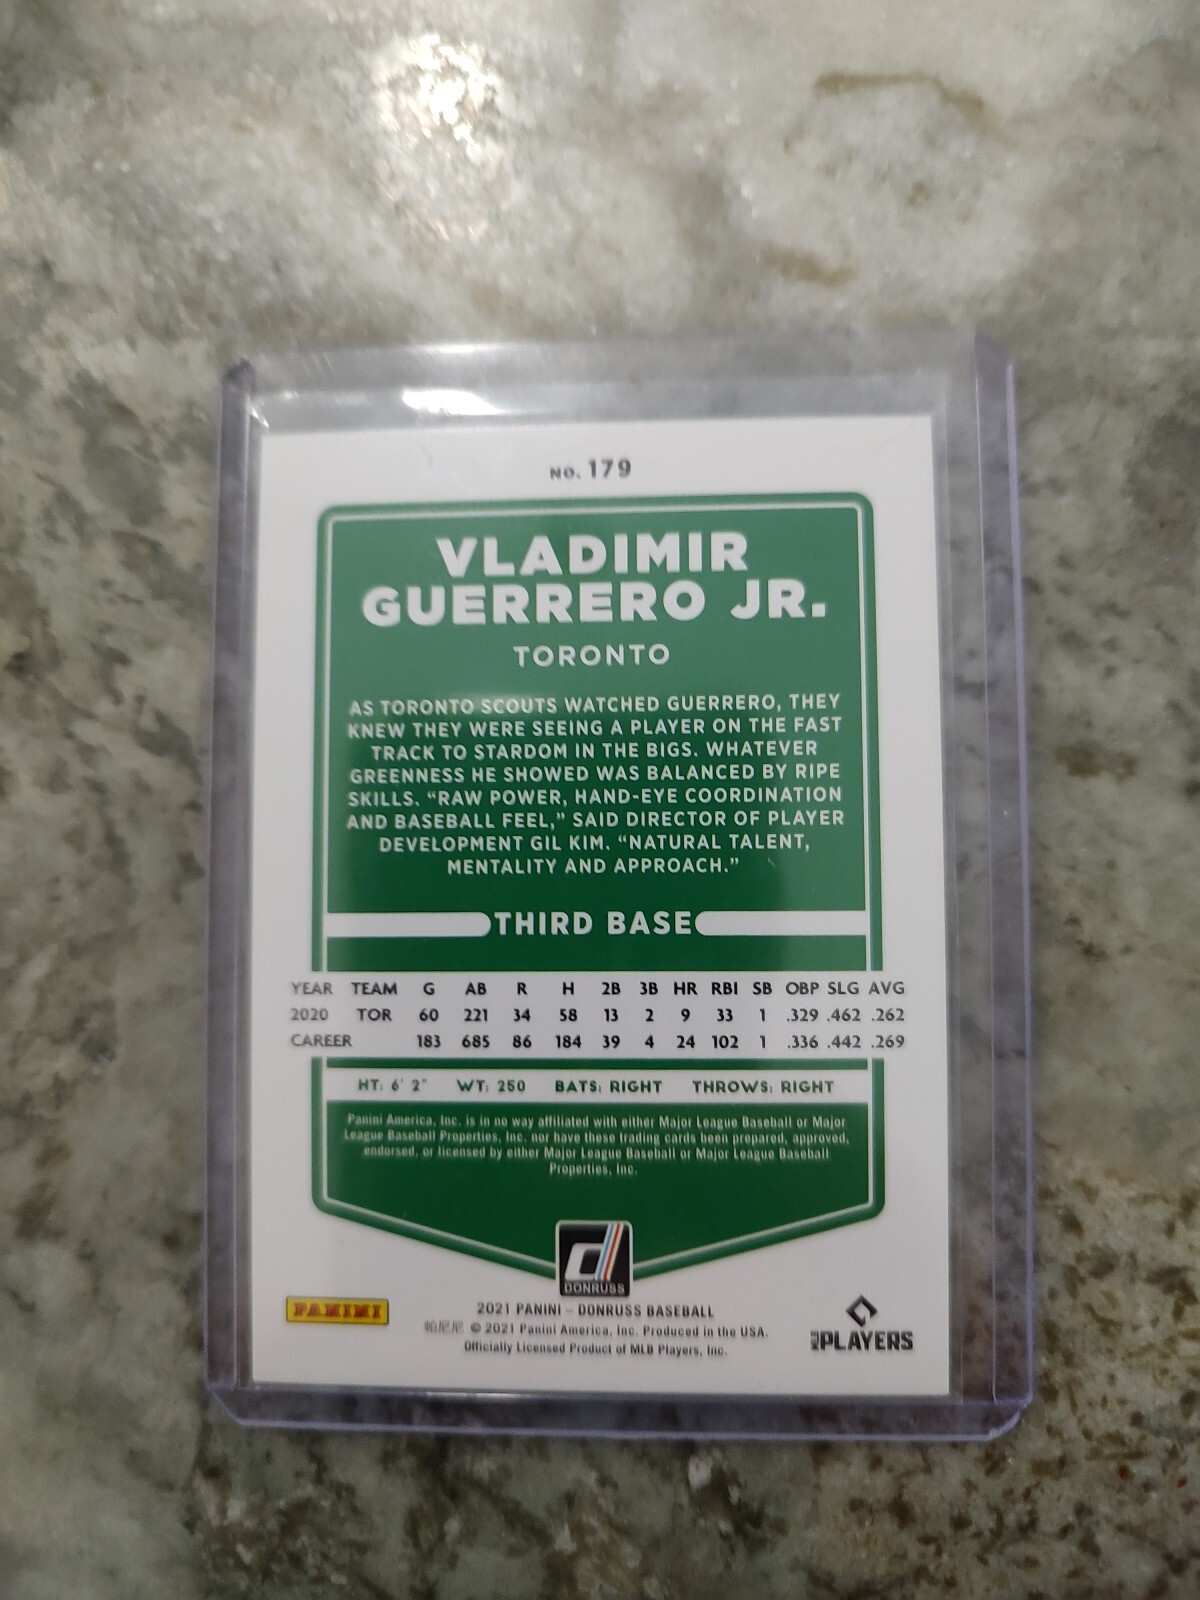 NO. 179
VLADIMIR
GUERRERO JR.
TORONTO
AS TORONTO SCOUTS WATCHED GUERRERO, THEY
KNEW THEY WERE SEEING A PLAYER ON THE FAST
TRACK TO STARDOM IN THE BIGS. WHATEVER
GREENNESS HE SHOWED WAS BALANCED BY RIPE
SKILLS. “RAW POWER, HAND-EYE COORDINATION
AND BASEBALL FEEL,” SAID DIRECTOR OF PLAYER
DEVELOPMENT GIL KIM. “NATURAL TALENT,
MENTALITY AND APPROACH.”
THIRD BASE
YEAR TEAM G AB R H 2B 3B HR RBI SB OBP SLG AVG
2020 TOR 60 221 34 58 13 2 9 33 1 .329 .462 .262
CAREER 183 685 86 184 39 4 24 102 1 .336 .442 .269
HT: 6' 2" WT: 250 BATS: RIGHT THROWS: RIGHT
Panini America, Inc. is in no way affiliated with either Major League Baseball or Major
League Baseball Properties, Inc. nor have these trading cards been prepared, approved,
endorsed, or licensed by either Major League Baseball or Major League Baseball
Properties, Inc.
d
DONRUSS
PANINI
2021 PANINI – DONRUSS BASEBALL
帕尼尼 © 2021 Panini America, Inc. Produced in the USA.
Officially Licensed Product of MLB Players, Inc.
MLB PLAYERS